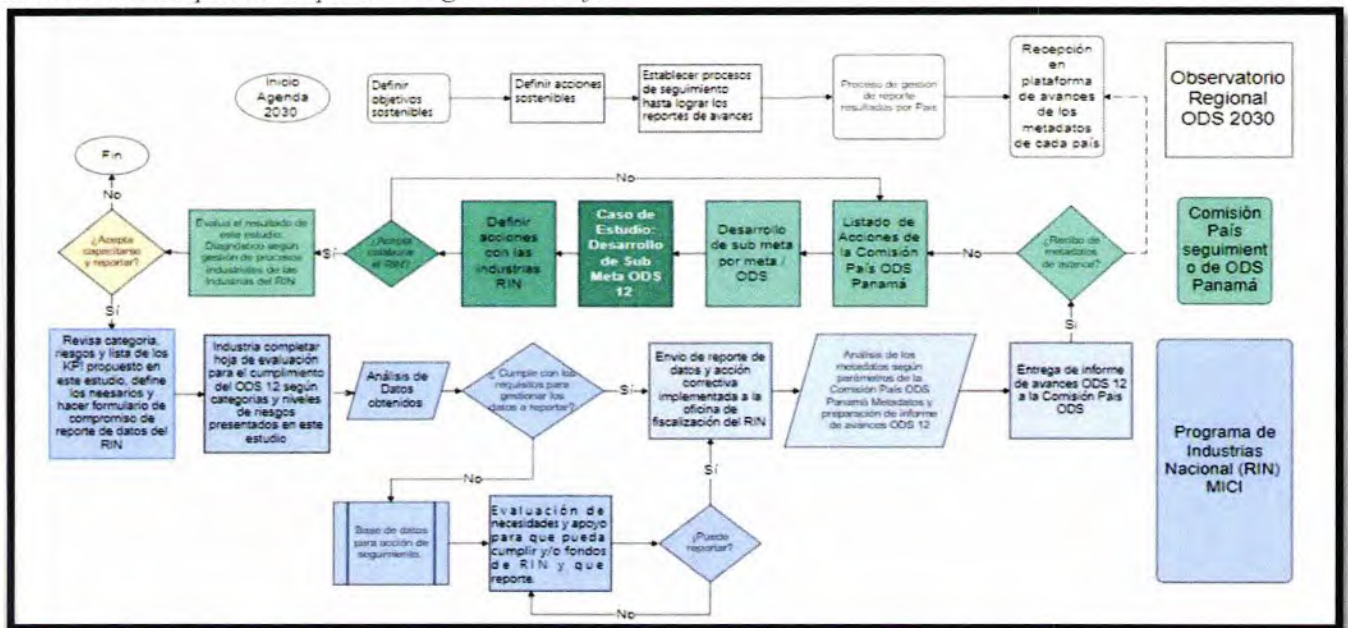 Inicio
Agenda
2030
Definir
objetivos
sostenibles
Definir acciones
sostenibles
Establecer procesos
de seguimiento
hasta lograr los
reportes de avances
Proceso de gestión
de reporte
resultados por País
Recepción
en
plataforma
de avances
de los
metadatos
de cada país
Observatorio
Regional
ODS 2030
Fin
No
¿Acepta
capacitarse
y reportar?
Evalua el resultado de
este estudio:
Diagnóstico según
gestión de procesos
industriales de las
Industrias del RIN
Sí
¿Acepta
colaborar
el RIN?
No
Definir
acciones
con las
industrias
RIN
Caso de
Estudio:
Desarrollo
de Sub
Meta ODS
12
Desarrollo
de sub meta
por meta /
ODS
Listado de
Acciones de
la Comisión
País ODS
Panamá
No
¿Recibo de
metadatos
de avance?
Comisión
País
seguimient
o de ODS
Panamá
Sí
Revisa categoría,
riesgos y lista de los
KPI propuesto en
este estudio, define
los neesarios y
hacer formulario de
compromiso de
reporte de datos del
RIN
Industria completar
hoja de evaluación
para el cumplimiento
del ODS 12 según
categorias y niveles
de riesgos
presentados en este
estudio
Análisis de
Datos
obtenidos
¿ Cumple con los
requisitos para
gestionar los
datos a reportar?
Sí
Envio de reporte de
datos y acción
correctiva
implementada a la
oficina de
fiscalización del RIN
Análisis de los
metadatos según
parámetros de la
Comisión País ODS
Panamá Metadatos y
preparación de informe
de avances ODS 12
Sí
Entrega de informe
de avances ODS 12
a la Comisión País
ODS
Programa de
Industrias
Nacional (RIN)
MICI
No
Sí
Base de datos
para acción de
seguimiento.
Evaluación de
necesidades y apoyo
para que pueda
cumplir y/o fondos
de RIN y que
reporte.
¿Puede
reportar?
No